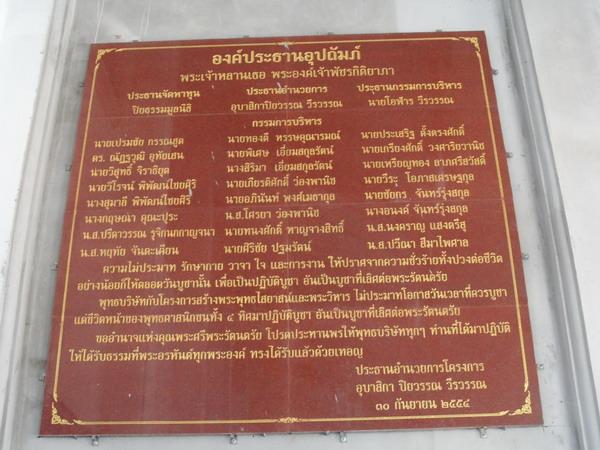 องค์ประธานอุปถัมภ์
พระเจ้าหลานเธอ พระองค์เจ้าพัชรกิติยาภา
ประธานจัดหาทุน ประธานอำนวยการ ประธานกรรมการบริหาร
ปิยธรรมมูลนิธิ อุบาสิกาปิยวรรณ วีรวรรณ นายโอฬาร วีรวรรณ
กรรมการบริหาร
นายเปรมชัย กรรณสูต นายทองดี หรรษคุณารมณ์ นายประเสริฐ ตั้งตรงศักดิ์
ดร. ณัฏฐวุฒิ อุทัยเสน นายพิเศษ เอี่ยมสกุลรัตน์ นายเกรียงศักดิ์ วงศาริยวานิช
นายวิสุทธิ์ จิราธิยุต นางสิริมา เอี่ยมสกุลรัตน์ นายเหรียญทอง ลาภศรีสวัสดิ์
นายวิโรจน์ พิพัฒน์ไชยศิริ นายเกียรติศักดิ์ ว่องพานิช นายวีระ โอภาสเศรษฐกุล
นางสุมาลี พิพัฒน์ไชยศิริ นายอภินันท์ พงศ์เมธากุล นายชัยกร จันทร์รุ่งสกุล
นางกฤษณา คุณะปุระ น.ส.โศรยา ว่องพานิช นางอนงค์ จันทร์รุ่งสกุล
น.ส.ปรีดาวรรณ รุจิกนกกาญจนา นายทนงศักดิ์ หาญจางสิทธิ์ น.ส.นงคราญ แสงตรีสุ
น.ส.หฤทัย จันตะเคียน นายศิริชัย ปฐมรัตน์ น.ส.ปวีณา สีมาไพศาล
ความไม่ประมาท รักษากาย วาจา ใจ และการงาน ให้ปราศจากความชั่วร้ายทั้งปวงต่อชีวิต
อย่างน้อยก็ให้ตลอดวันบูชานั้น เพื่อเป็นปฏิบัติบูชา อันเป็นบูชาที่เลิศต่อพระรัตนตรัย
พุทธบริษัทกับโครงการสร้างพระพุทธไสยาสน์และพระวิหาร ไม่ประมาทโอกาสวันเวลาที่ควรบูชา
แด่ชีวิตหน้าของพุทธศาสนิกชนทั้ง ๔ ทิศมาปฏิบัติบูชา อันเป็นบูชาที่เลิศต่อพระรัตนตรัย
ขออำนาจแห่งคุณพระศรีพระรัตนตรัย โปรดประทานพรให้พุทธบริษัททุกๆ ท่านที่ได้มาปฏิบัติ
ให้ได้รับธรรมที่พระอรหันต์ทุกพระองค์ ทรงได้รับแล้วด้วยเทอญ
ประธานอำนวยการโครงการ
อุบาสิกา ปิยวรรณ วีรวรรณ
๓๐ กันยายน ๒๕๕๔